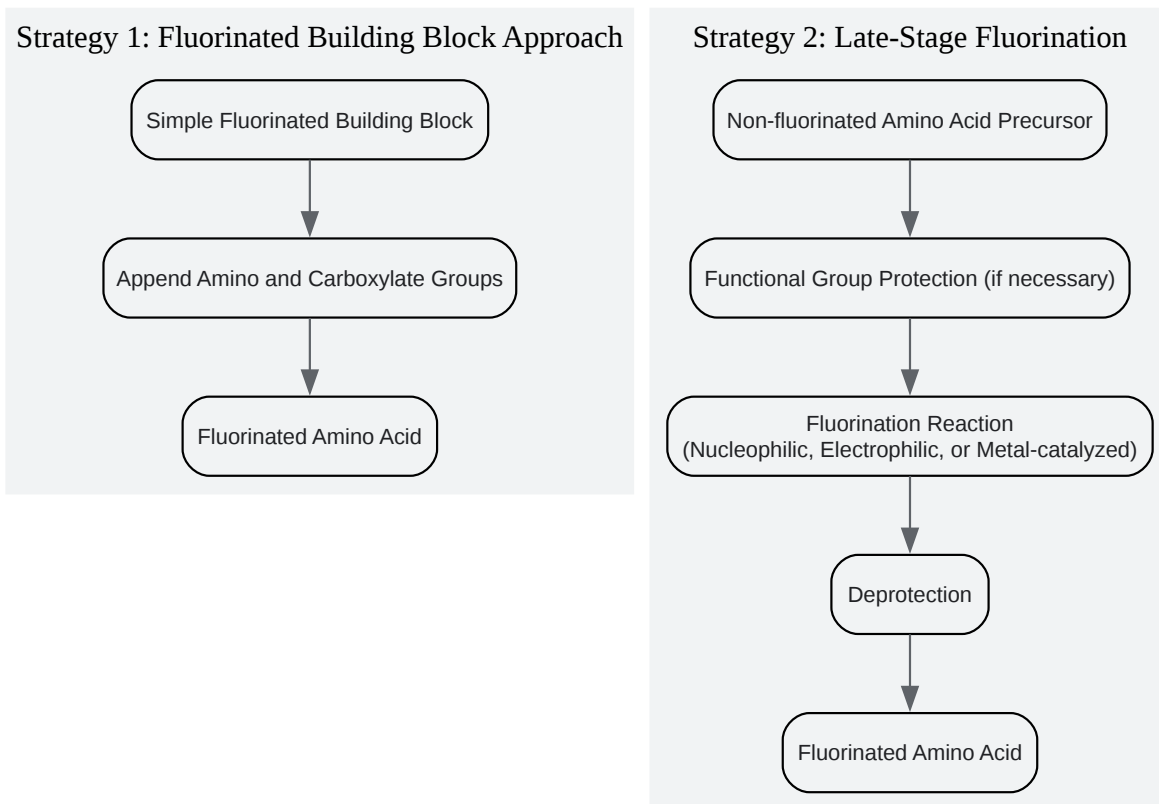 Strategy 1: Fluorinated Building Block Approach
Simple Fluorinated Building Block
Append Amino and Carboxylate Groups
Fluorinated Amino Acid
Strategy 2: Late-Stage Fluorination
Non-fluorinated Amino Acid Precursor
Functional Group Protection (if necessary)
Fluorination Reaction
(Nucleophilic, Electrophilic, or Metal-catalyzed)
Deprotection
Fluorinated Amino Acid